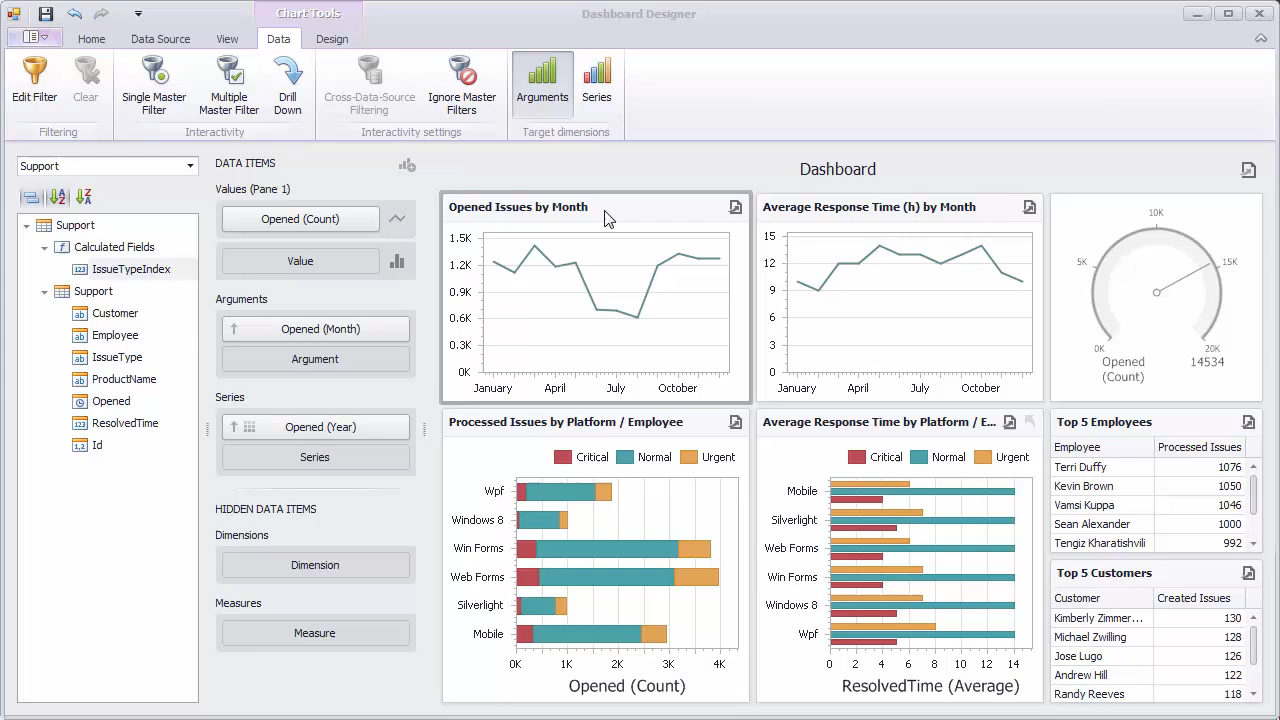 Chart Tools
Dashboard Designer
Home
Data Source
View
Data
Design
Edit Filter
Clear
Single Master
Filter
Multiple
Master Filter
Drill
Down
Cross-Data-Source
Filtering
Ignore Master
Filters
Arguments
Series
Filtering
Interactivity
Interactivity settings
Target dimensions
Support
A
Z
Z
A
Support
f Calculated Fields
123 IssueTypeIndex
Support
ab Customer
ab Employee
ab IssueType
ab ProductName
Opened
123 ResolvedTime
1,2 Id
DATA ITEMS
Values (Pane 1)
Opened (Count)
Value
Arguments
Opened (Month)
Argument
Series
Opened (Year)
Series
HIDDEN DATA ITEMS
Dimensions
Dimension
Measures
Measure
Dashboard
Opened Issues by Month
1.5K
1.2K
0.9K
0.6K
0.3K
0K
January April July October
Average Response Time (h) by Month
15
12
9
6
3
0
January April July October
10K
5K 15K
0K 20K
Opened
(Count)
14534
Processed Issues by Platform / Employee
Critical Normal Urgent
Wpf
Windows 8
Win Forms
Web Forms
Silverlight
Mobile
0K 1K 2K 3K 4K
Opened (Count)
Average Response Time by Platform / E...
Critical Normal Urgent
Mobile
Silverlight
Web Forms
Win Forms
Windows 8
Wpf
0 2 4 6 8 10 12 14
ResolvedTime (Average)
Top 5 Employees
Employee Processed Issues
Terri Duffy 1076
Kevin Brown 1050
Vamsi Kuppa 1046
Sean Alexander 1000
Tengiz Kharatishvili 992
Top 5 Customers
Customer Created Issues
Kimberly Zimmer... 130
Michael Zwilling 128
Jose Lugo 126
Andrew Hill 122
Randy Reeves 118